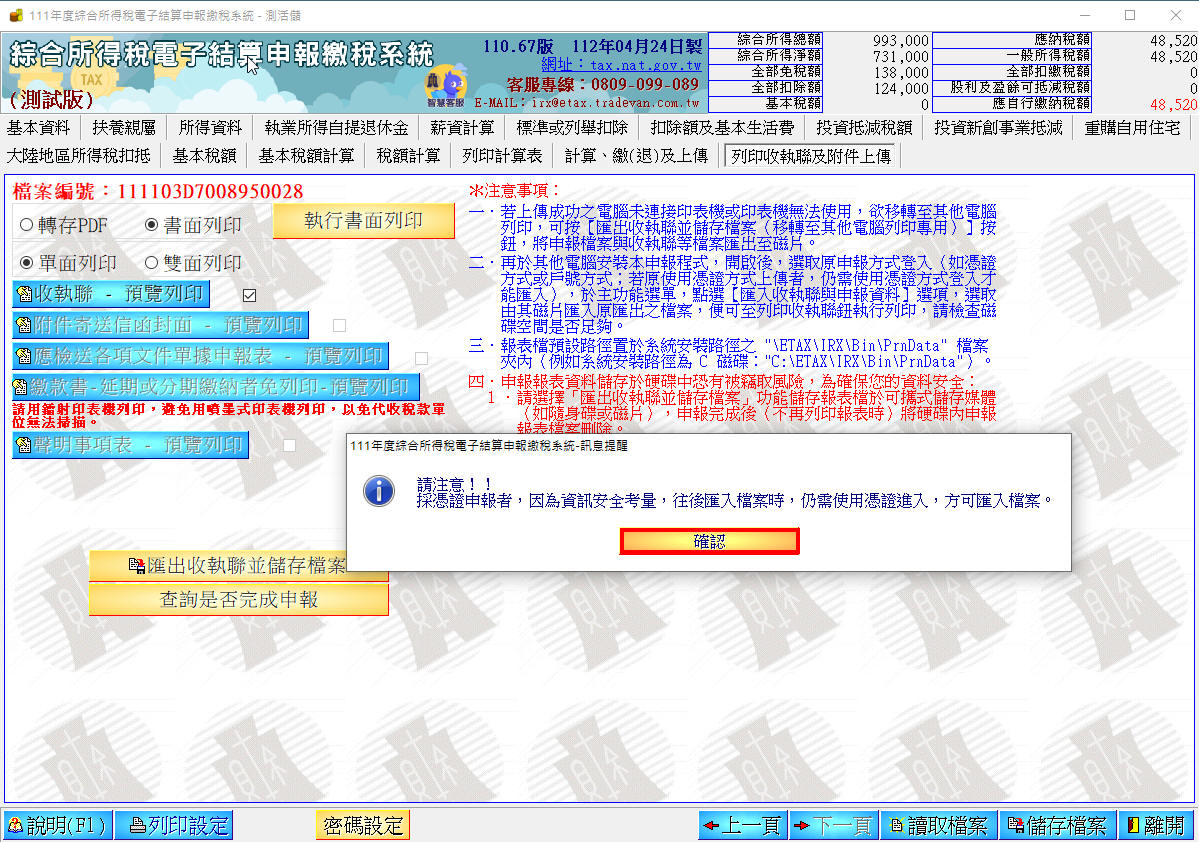 111年度綜合所得稅電子結算申報繳稅系統 - 測活儲
綜合所得稅電子結算申報繳稅系統
TAX
(測試版)
110.67版 112年04月24日製
網址：tax.nat.gov.tw
客服專線：0809-099-089
E-MAIL：irx@etax.tradevan.com.tw
智慧客服
綜合所得總額 993,000 應納稅額 48,520
綜合所得淨額 731,000 一般所得稅額 48,520
全部免稅額 138,000 全部扣繳稅額 0
全部扣除額 124,000 股利及盈餘可抵減稅額 0
基本稅額 0 應自行繳納稅額 48,520
基本資料 扶養親屬 所得資料 執業所得自提退休金 薪資計算 標準或列舉扣除 扣除額及基本生活費 投資抵減稅額 投資新創事業抵減 重購自用住宅
大陸地區所得稅扣抵 基本稅額 基本稅額計算 稅額計算 列印計算表 計算、繳(退)及上傳 列印收執聯及附件上傳
檔案編號：111103D7008950028
轉存PDF 書面列印 執行書面列印
單面列印 雙面列印
收執聯 - 預覽列印
附件寄送信函封面 - 預覽列印
應檢送各項文件單據申報表 - 預覽列印
繳款書-延期或分期繳納者免列印-預覽列印
請用鐳射印表機列印，避免用噴墨式印表機列印，以免代收稅款單
位無法掃描。
聲明事項表 - 預覽列印
匯出收執聯並儲存檔案
查詢是否完成申報
※注意事項：
一．若上傳成功之電腦未連接印表機或印表機無法使用，欲移轉至其他電腦
列印，可按［匯出收執聯並儲存檔案（移轉至其他電腦列印專用）］按
鈕，將申報檔案與收執聯等檔案匯出至磁片。
二．再於其他電腦安裝本申報程式，開啟後，選取原申報方式登入（如憑證
方式或戶號方式；若原使用憑證方式上傳者，仍需使用憑證方式登入才
能匯入），於主功能選單，點選［匯入收執聯與申報資料］選項，選取
由其磁片匯入原匯出之檔案，便可至列印收執聯鈕執行列印，請檢查磁
碟空間是否足夠。
三．報表檔預設路徑置於系統安裝路徑之 "\ETAX\IRX\Bin\PrnData" 檔案
夾內（例如系統安裝路徑為 C 磁碟："C:\ETAX\IRX\Bin\PrnData"）。
四．申報報表資料儲存於硬碟中恐有被竊取風險，為確保您的資料安全：
1．請選擇「匯出收執聯並儲存檔案」功能儲存報表檔於可攜式儲存媒體
（如隨身碟或磁片），申報完成後（不再列印報表時）將硬碟內申報
報表檔案刪除。
111年度綜合所得稅電子結算申報繳稅系統-訊息提醒
請注意！！
採憑證申報者，因為資訊安全考量，往後匯入檔案時，仍需使用憑證進入，方可匯入檔案。
確認
說明(F1) 列印設定 密碼設定 上一頁 下一頁 讀取檔案 儲存檔案 離開